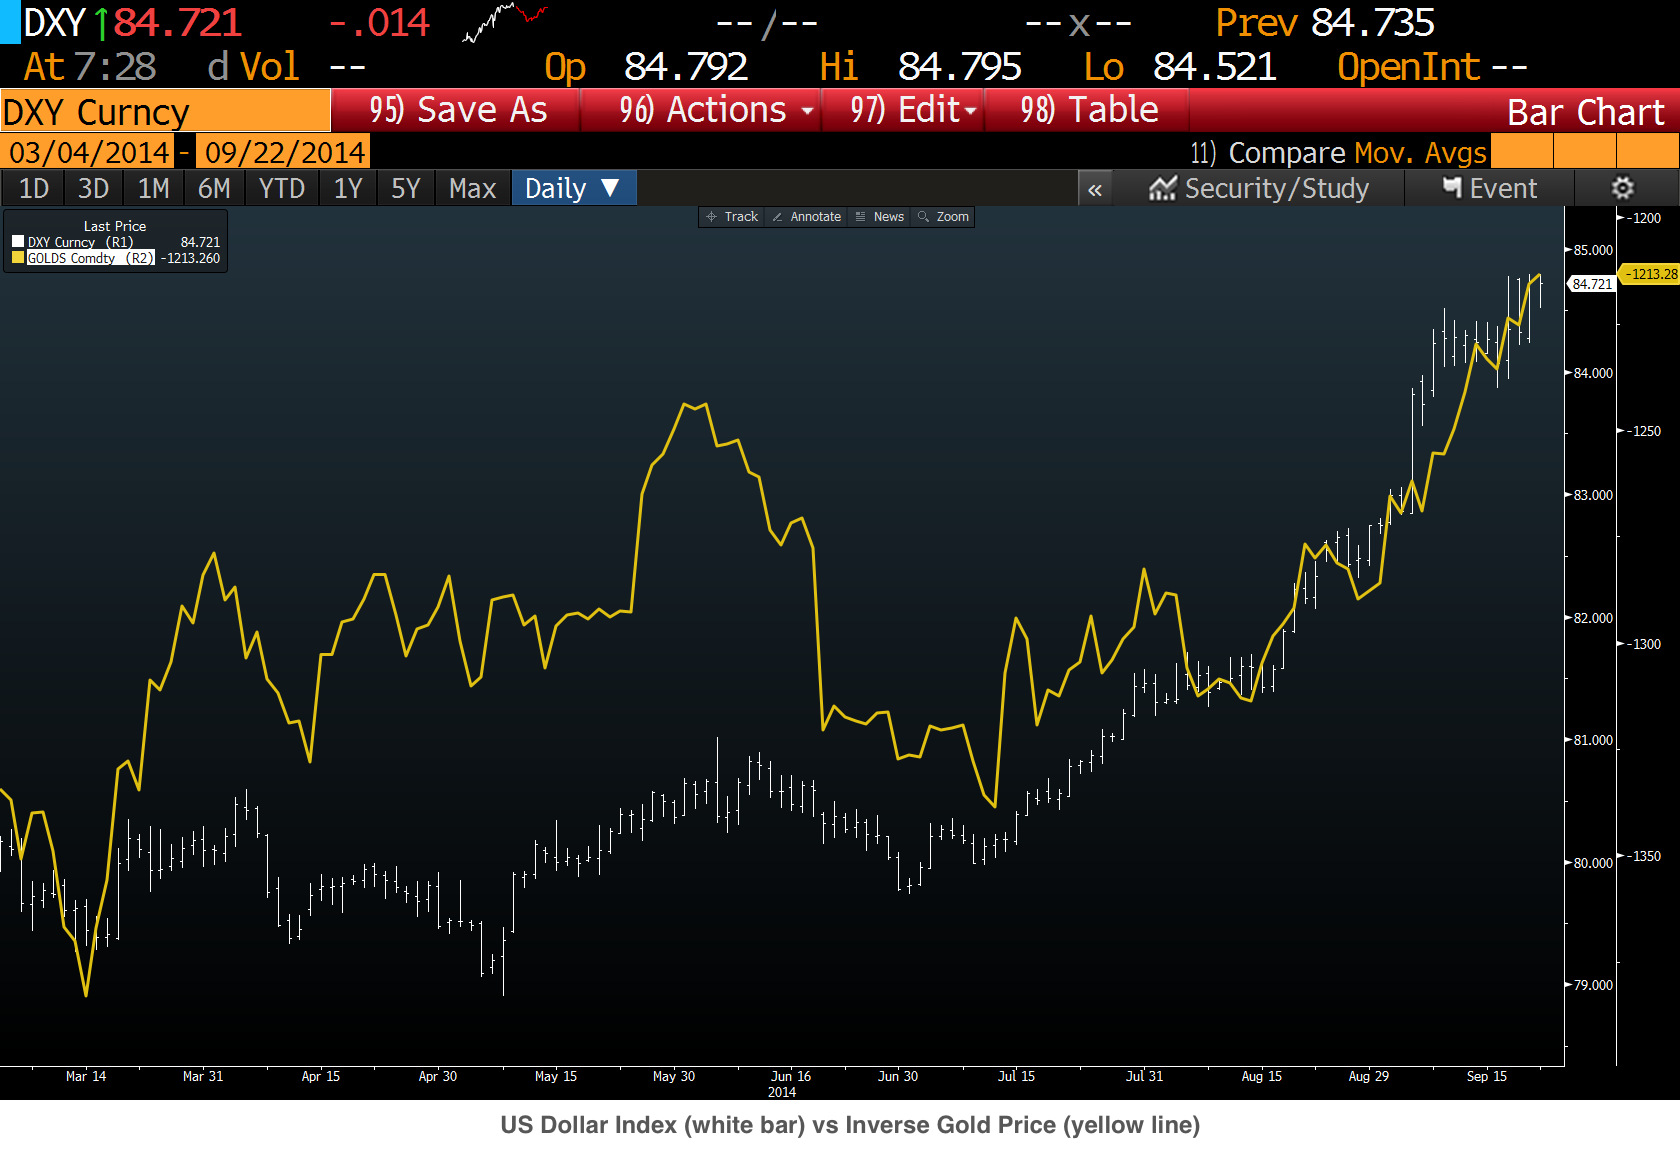 DXY ↑84.721 -.014 --/-- --x-- Prev 84.735
At 7:28 d Vol -- Op 84.792 Hi 84.795 Lo 84.521 OpenInt --
DXY Curncy 95) Save As 96) Actions 97) Edit 98) Table Bar Chart
03/04/2014 - 09/22/2014 11) Compare Mov. Avgs
1D 3D 1M 6M YTD 1Y 5Y Max Daily ▼ « Security/Study Event
Track Annotate News Zoom
Last Price
DXY Curncy (R1) 84.721
GOLDS Comdty (R2) -1213.260
-1200
85.000
-1213.28
84.721
84.000
-1250
83.000
82.000
-1300
81.000
80.000
-1350
79.000
Mar 14 Mar 31 Apr 15 Apr 30 May 15 May 30 Jun 16 Jun 30 Jul 15 Jul 31 Aug 15 Aug 29 Sep 15
2014
US Dollar Index (white bar) vs Inverse Gold Price (yellow line)